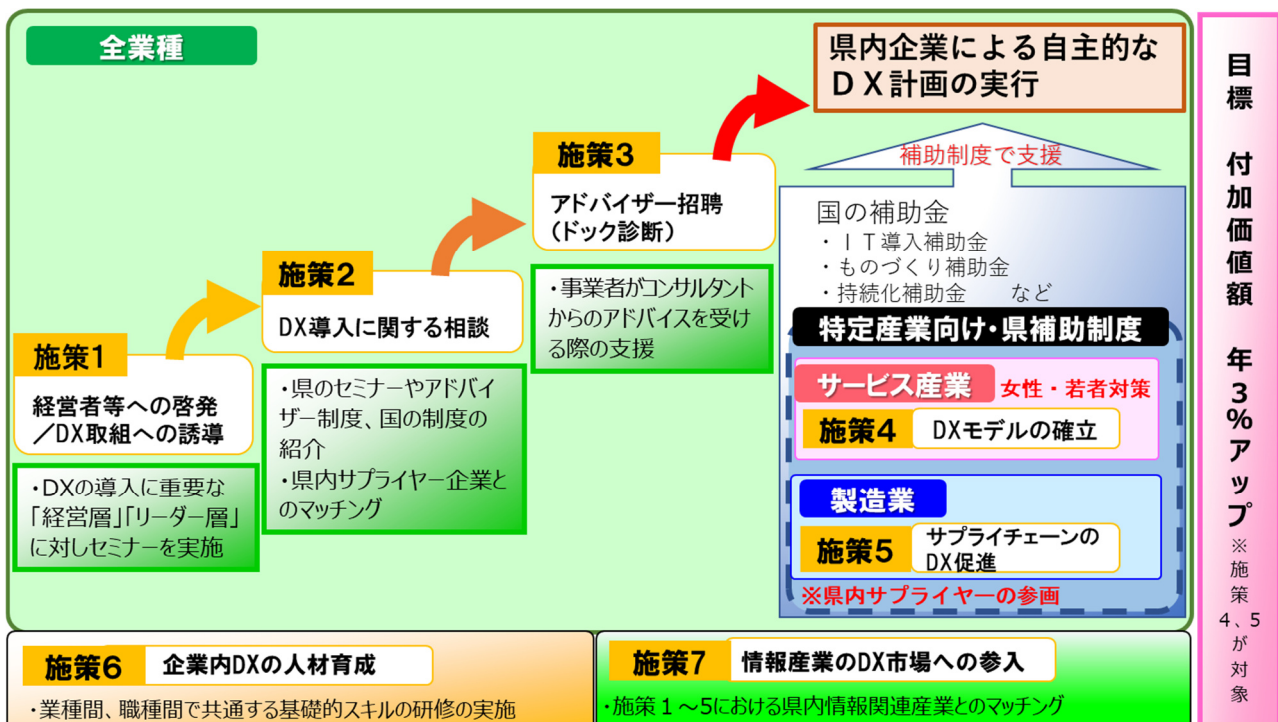 全業種
県内企業による自主的な
DX計画の実行
補助制度で支援
施策3
アドバイザー招聘
(ドック診断)
・事業者がコンサルタント
からのアドバイスを受け
る際の支援
施策2
DX導入に関する相談
・県のセミナーやアドバイ
ザー制度、国の制度の
紹介
・県内サプライヤー企業と
のマッチング
施策1
経営者等への啓発
/DX取組への誘導
・DXの導入に重要な
「経営層」「リーダー層」
に対しセミナーを実施
国の補助金
・IT導入補助金
・ものづくり補助金
・持続化補助金 など
特定産業向け・県補助制度
サービス産業 女性・若者対策
施策4 DXモデルの確立
製造業
施策5 サプライチェーンの
DX促進
※県内サプライヤーの参画
施策6 企業内DXの人材育成
・業種間、職種間で共通する基礎的スキルの研修の実施
施策7 情報産業のDX市場への参入
・施策1~5における県内情報関連産業とのマッチング
目標 付加価値額 年3%アップ※施策4、5が対象